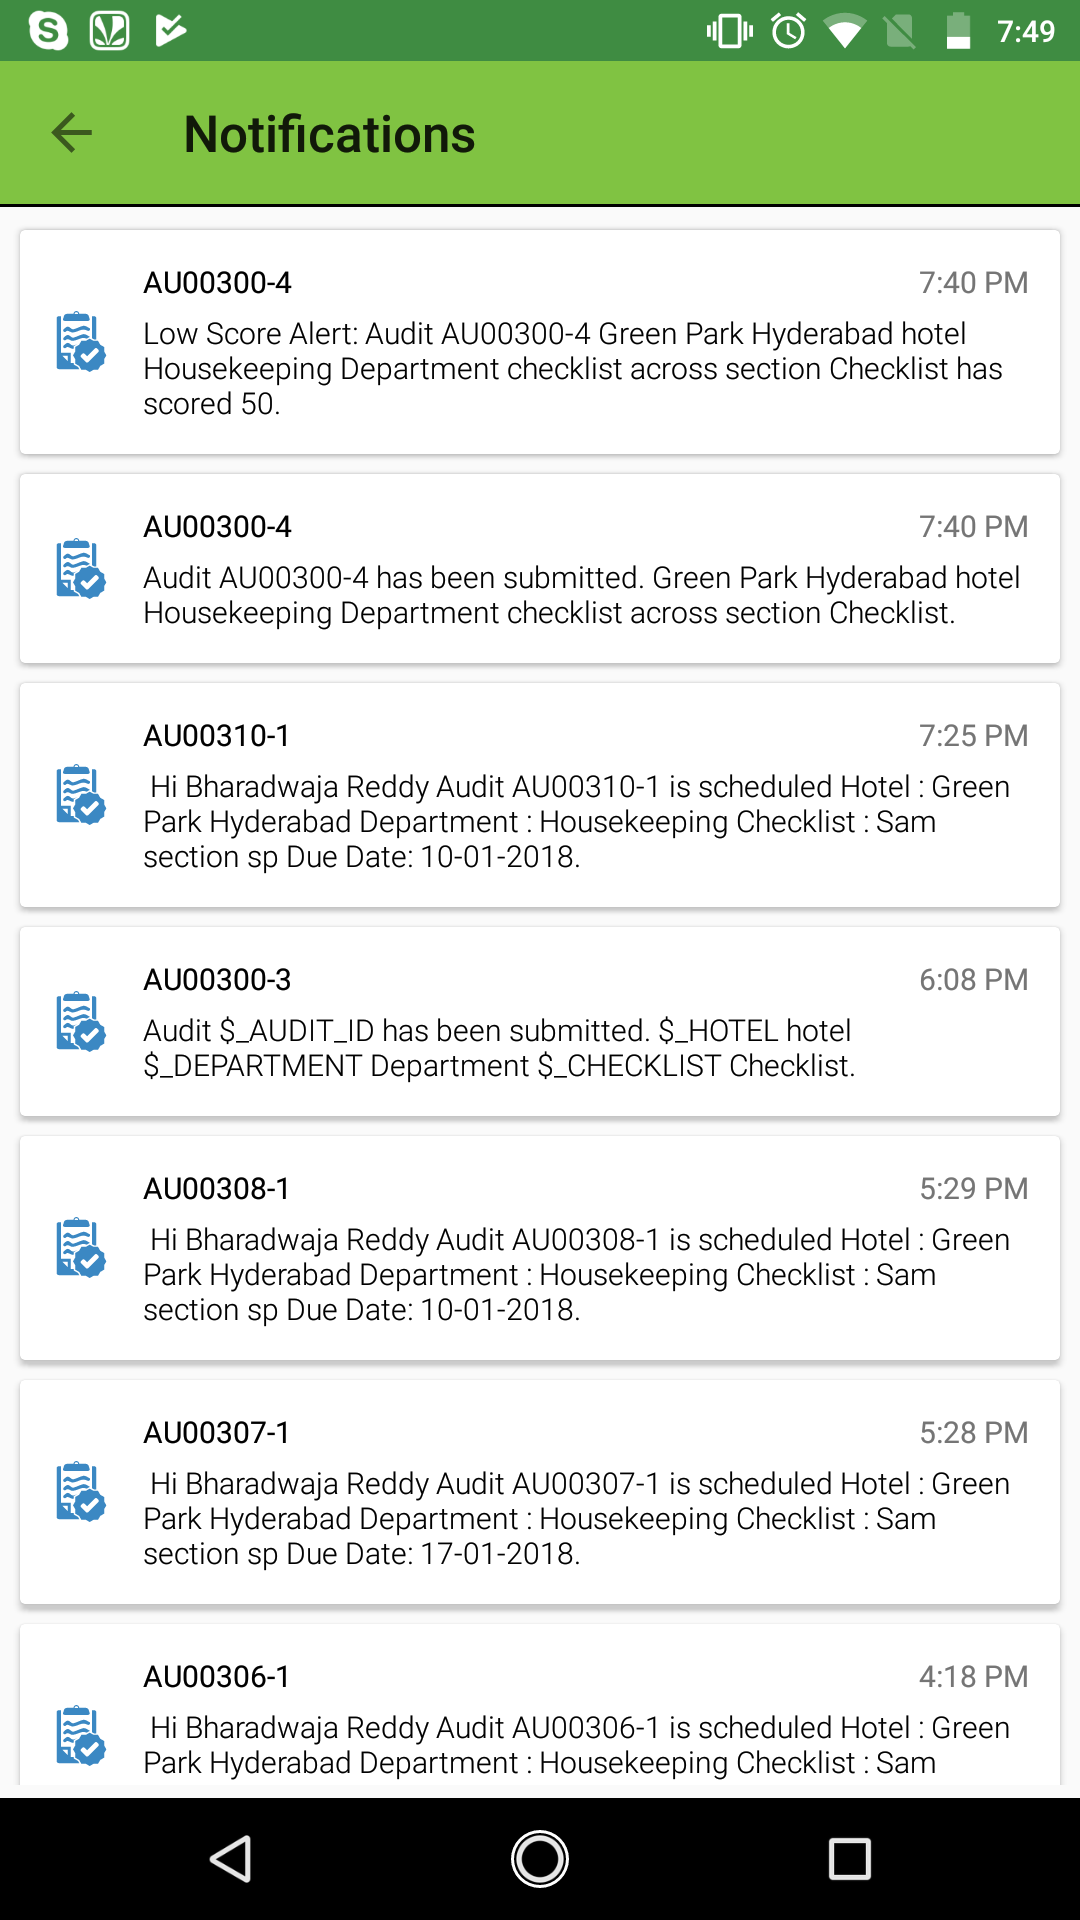 7:49
Notifications
AU00300-4 7:40 PM
Low Score Alert: Audit AU00300-4 Green Park Hyderabad hotel
Housekeeping Department checklist across section Checklist has
scored 50.
AU00300-4 7:40 PM
Audit AU00300-4 has been submitted. Green Park Hyderabad hotel
Housekeeping Department checklist across section Checklist.
AU00310-1 7:25 PM
Hi Bharadwaja Reddy Audit AU00310-1 is scheduled Hotel : Green
Park Hyderabad Department : Housekeeping Checklist : Sam
section sp Due Date: 10-01-2018.
AU00300-3 6:08 PM
Audit $_AUDIT_ID has been submitted. $_HOTEL hotel
$_DEPARTMENT Department $_CHECKLIST Checklist.
AU00308-1 5:29 PM
Hi Bharadwaja Reddy Audit AU00308-1 is scheduled Hotel : Green
Park Hyderabad Department : Housekeeping Checklist : Sam
section sp Due Date: 10-01-2018.
AU00307-1 5:28 PM
Hi Bharadwaja Reddy Audit AU00307-1 is scheduled Hotel : Green
Park Hyderabad Department : Housekeeping Checklist : Sam
section sp Due Date: 17-01-2018.
AU00306-1 4:18 PM
Hi Bharadwaja Reddy Audit AU00306-1 is scheduled Hotel : Green
Park Hyderabad Department : Housekeeping Checklist : Sam